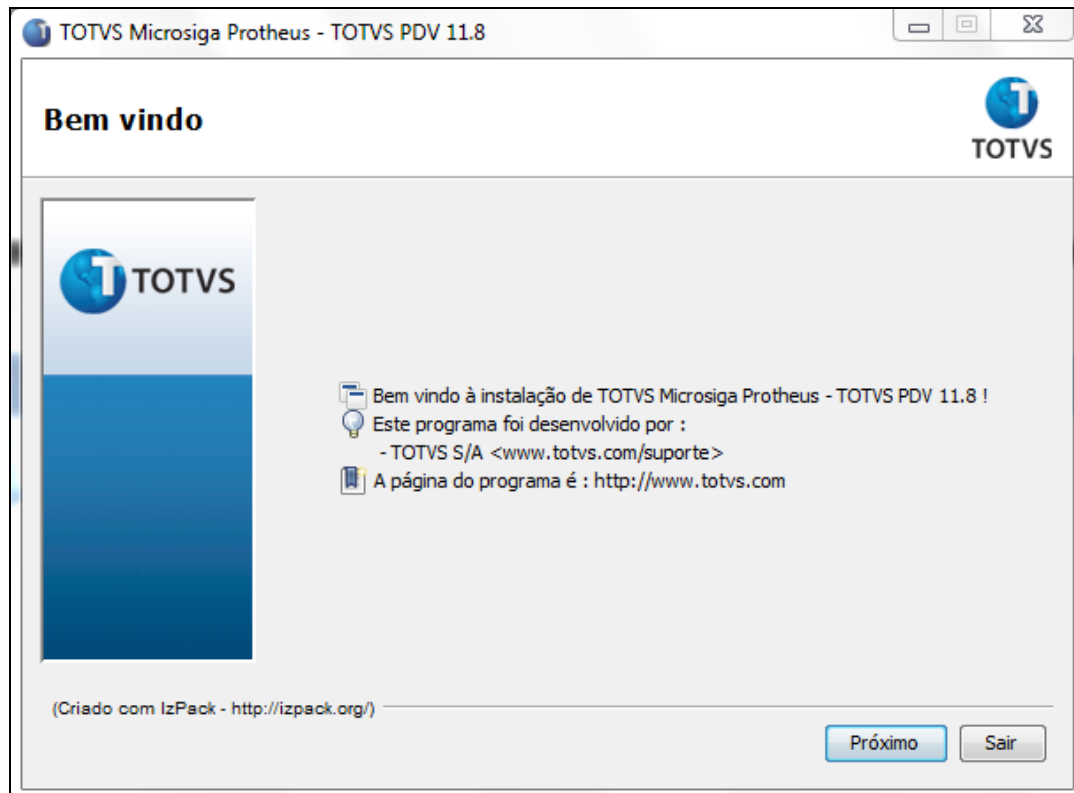 TOTVS Microsiga Protheus - TOTVS PDV 11.8
Bem vindo
TOTVS
TOTVS
Bem vindo à instalação de TOTVS Microsiga Protheus - TOTVS PDV 11.8 !
Este programa foi desenvolvido por :
- TOTVS S/A <www.totvs.com/suporte>
A página do programa é : http://www.totvs.com
(Criado com IzPack - http://izpack.org/)
Próximo
Sair